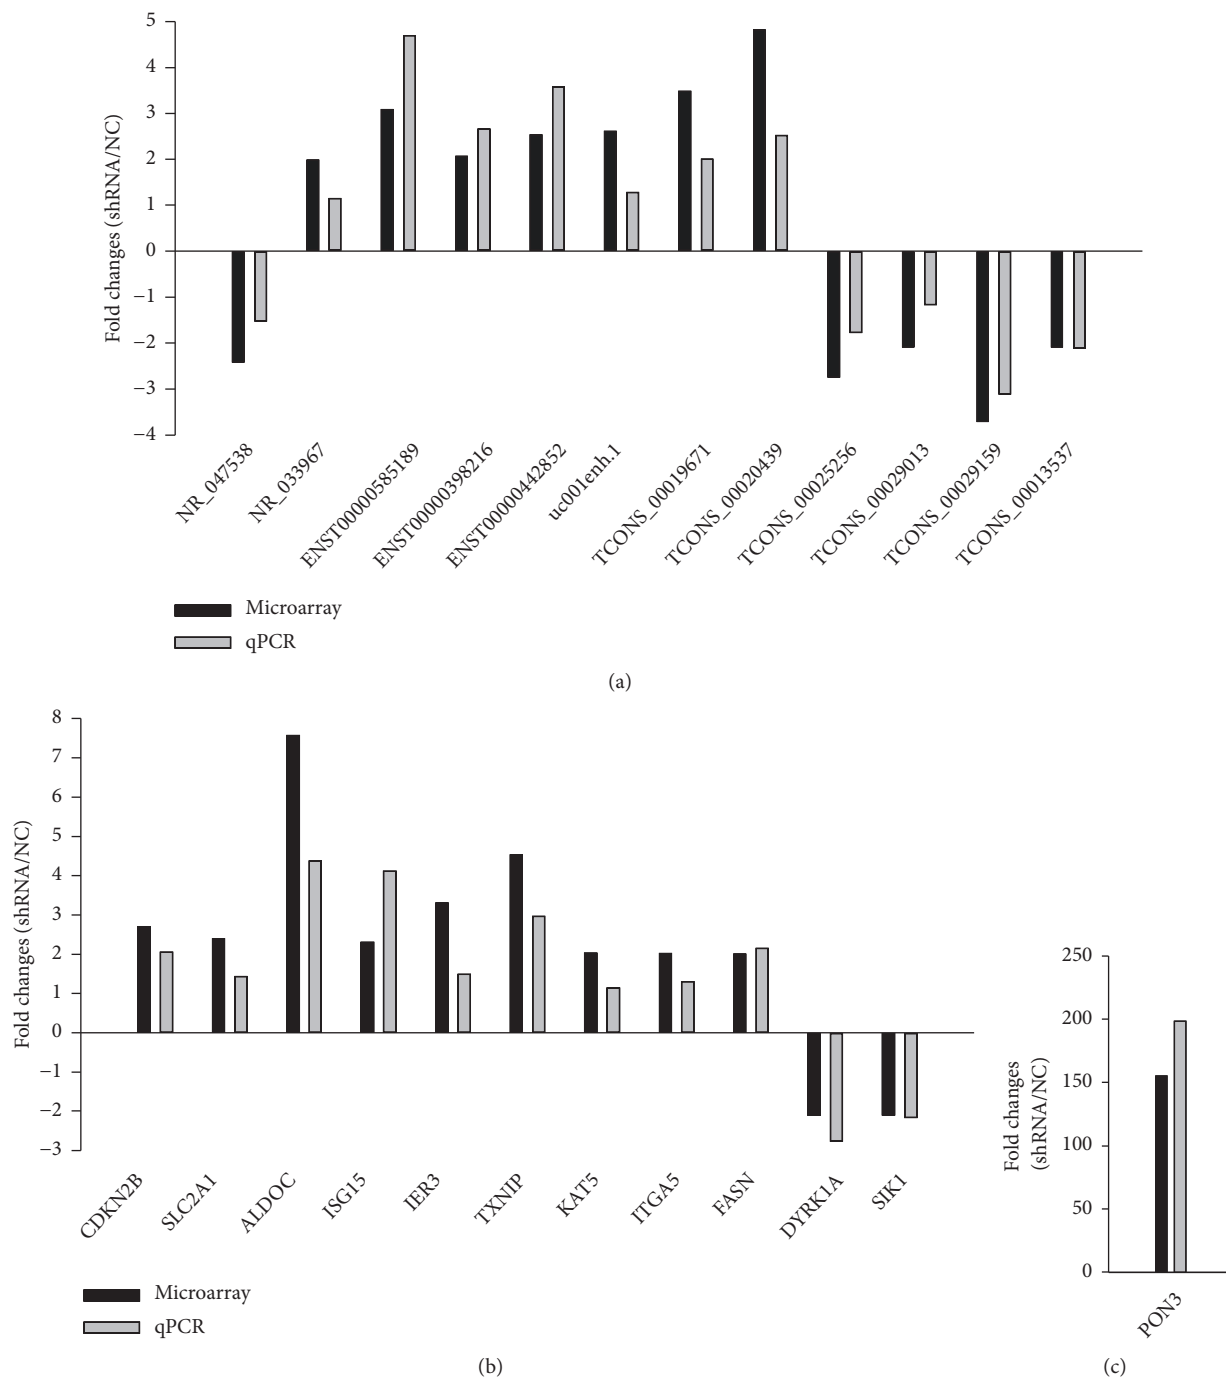 5
4
3
2
1
0
−1
−2
−3
−4
Fold changes (shRNA/NC)
NR_047538
NR_033967
ENST00000585189
ENST00000398216
ENST00000442852
uc001enh.1
TCONS_00019671
TCONS_00020439
TCONS_00025256
TCONS_00029013
TCONS_00029159
TCONS_00013537
Microarray
qPCR
(a)
8
7
6
5
4
3
2
1
0
−1
−2
−3
Fold changes (shRNA/NC)
CDKN2B
SLC2A1
ALDOC
ISG15
IER3
TXNIP
KAT5
ITGA5
FASN
DYRK1A
SIK1
Microarray
qPCR
(b)
250
200
150
100
50
0
Fold changes
(shRNA/NC)
PON3
(c)